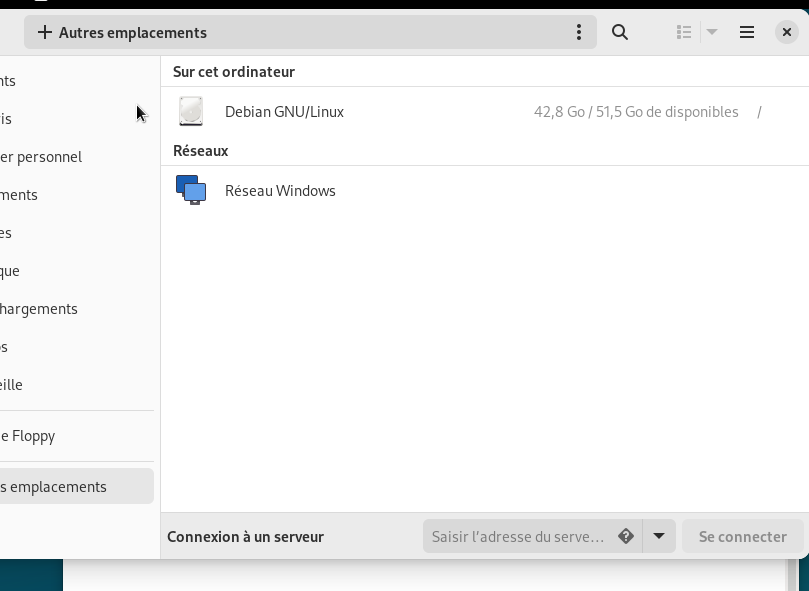 Autres emplacements
nts
is
er personnel
ments
es
que
hargements
os
eille
e Floppy
s emplacements
Sur cet ordinateur
Debian GNU/Linux 42,8 Go / 51,5 Go de disponibles /
Réseaux
Réseau Windows
Connexion à un serveur Saisir l'adresse du serve… Se connecter